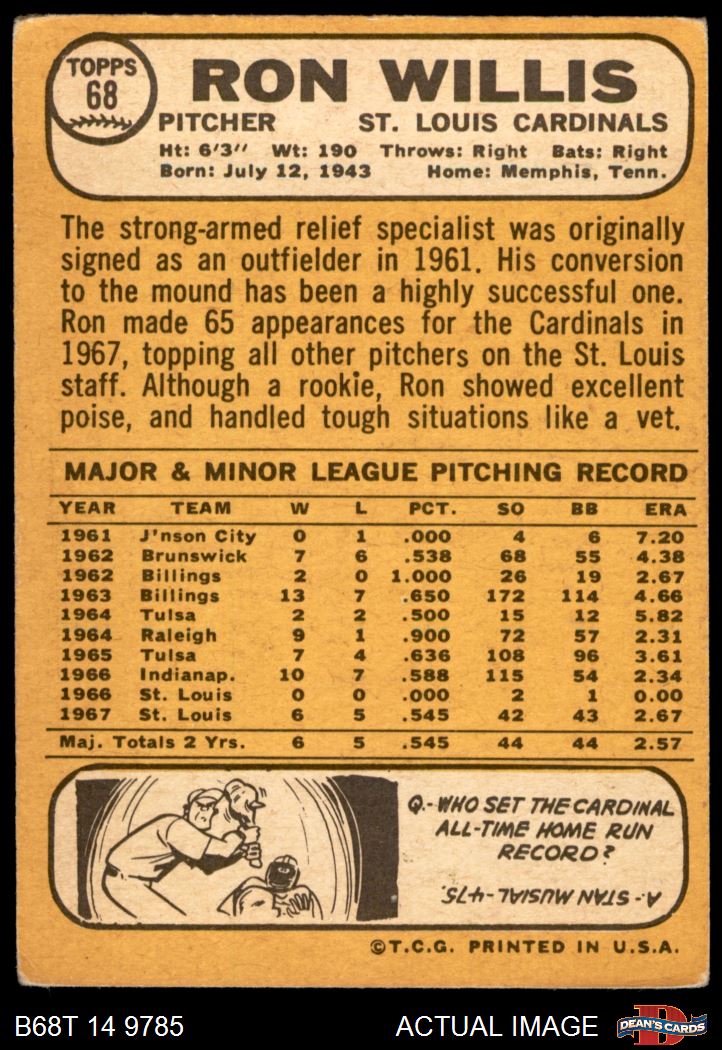 TOPPS
68
RON WILLIS
PITCHER ST. LOUIS CARDINALS
Ht: 6'3" Wt: 190 Throws: Right Bats: Right
Born: July 12, 1943 Home: Memphis, Tenn.
The strong-armed relief specialist was originally
signed as an outfielder in 1961. His conversion
to the mound has been a highly successful one.
Ron made 65 appearances for the Cardinals in
1967, topping all other pitchers on the St. Louis
staff. Although a rookie, Ron showed excellent
poise, and handled tough situations like a vet.
MAJOR & MINOR LEAGUE PITCHING RECORD
YEAR TEAM W L PCT. SO BB ERA
1961 J'nson City 0 1 .000 4 6 7.20
1962 Brunswick 7 6 .538 68 55 4.38
1962 Billings 2 0 1.000 26 19 2.67
1963 Billings 13 7 .650 172 114 4.66
1964 Tulsa 2 2 .500 15 12 5.82
1964 Raleigh 9 1 .900 72 57 2.31
1965 Tulsa 7 4 .636 108 96 3.61
1966 Indianap. 10 7 .588 115 54 2.34
1966 St. Louis 0 0 .000 2 1 0.00
1967 St. Louis 6 5 .545 42 43 2.67
Maj. Totals 2 Yrs. 6 5 .545 44 44 2.57
Q.- WHO SET THE CARDINAL
ALL-TIME HOME RUN
RECORD?
A.- STAN MUSIAL - 475.
©T.C.G. PRINTED IN U.S.A.
B68T 14 9785 ACTUAL IMAGE
D
DEAN'S CARDS